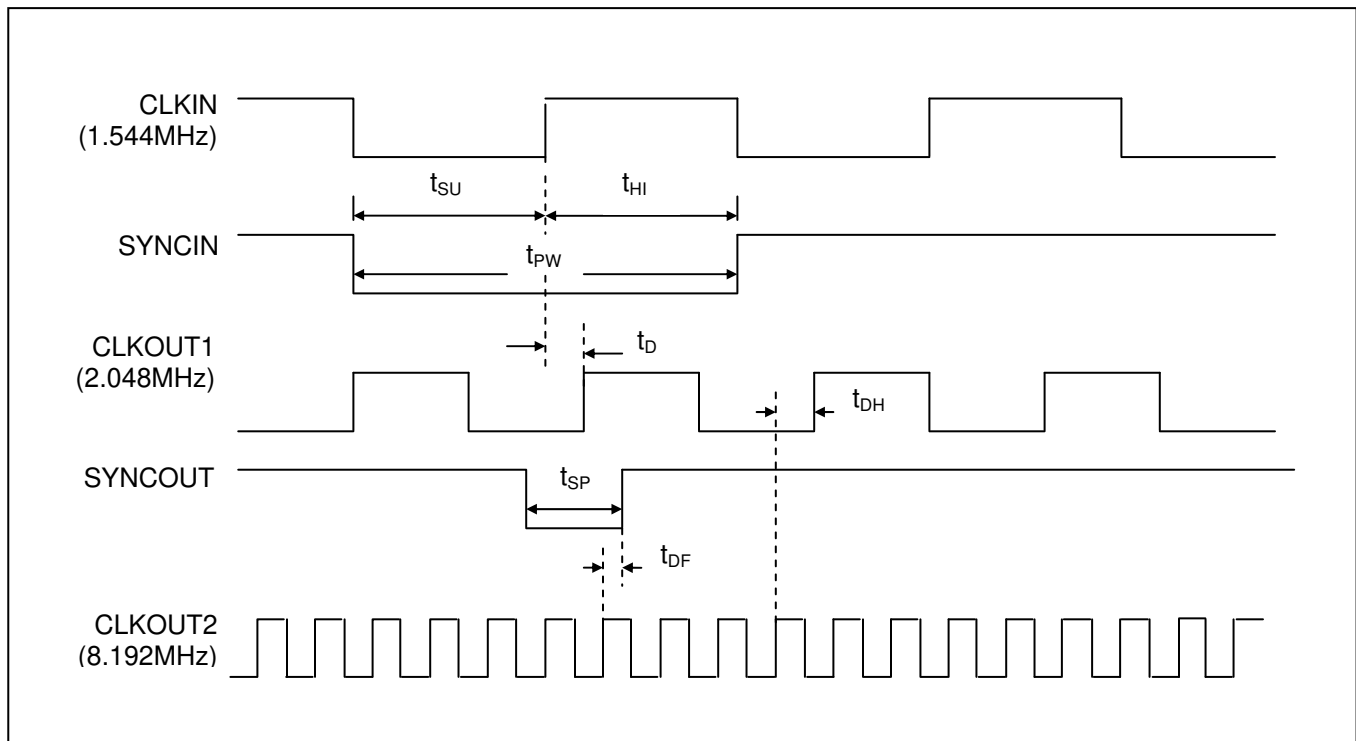 CLKIN
(1.544MHz)
tSU tHI
SYNCIN
tPW
CLKOUT1
(2.048MHz)
tD
tDH
SYNCOUT
tSP
tDF
CLKOUT2
(8.192MHz)